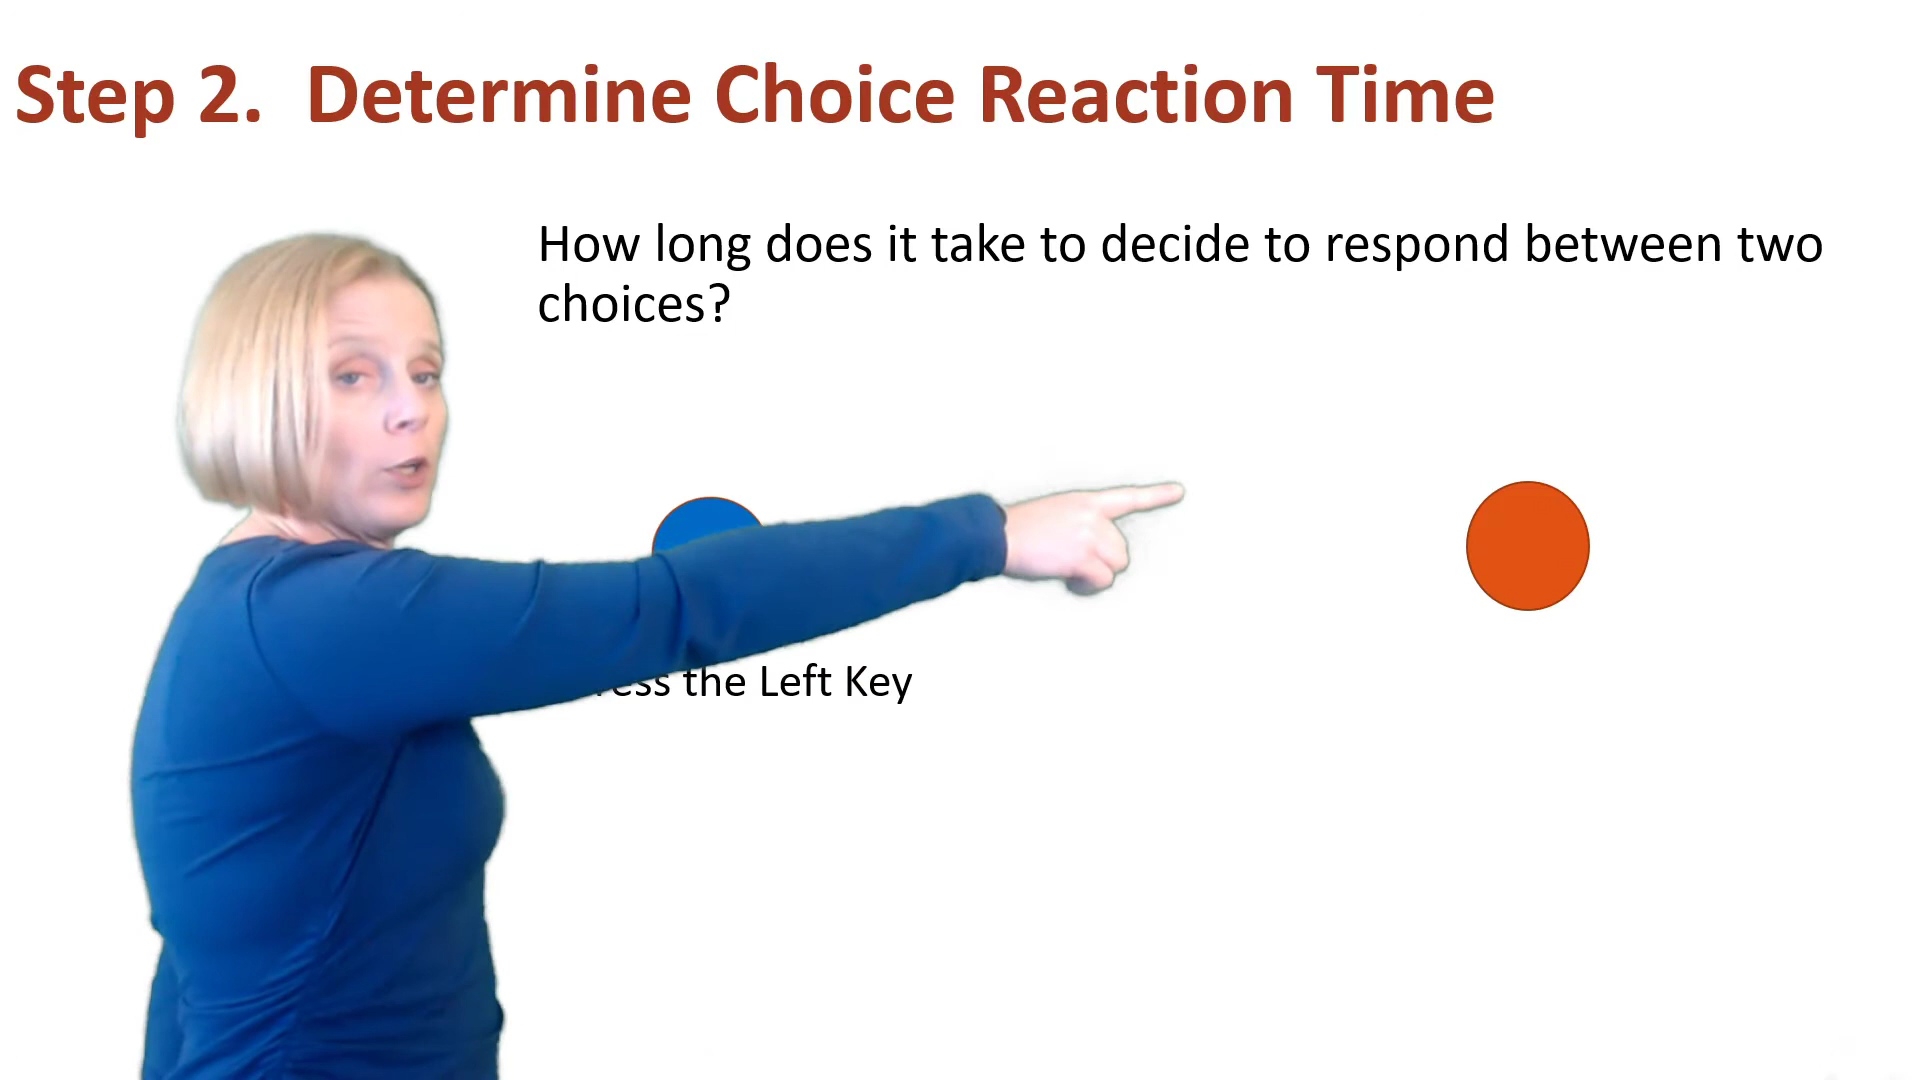 Step 2. Determine Choice Reaction Time
How long does it take to decide to respond between two
choices?
the Left Key